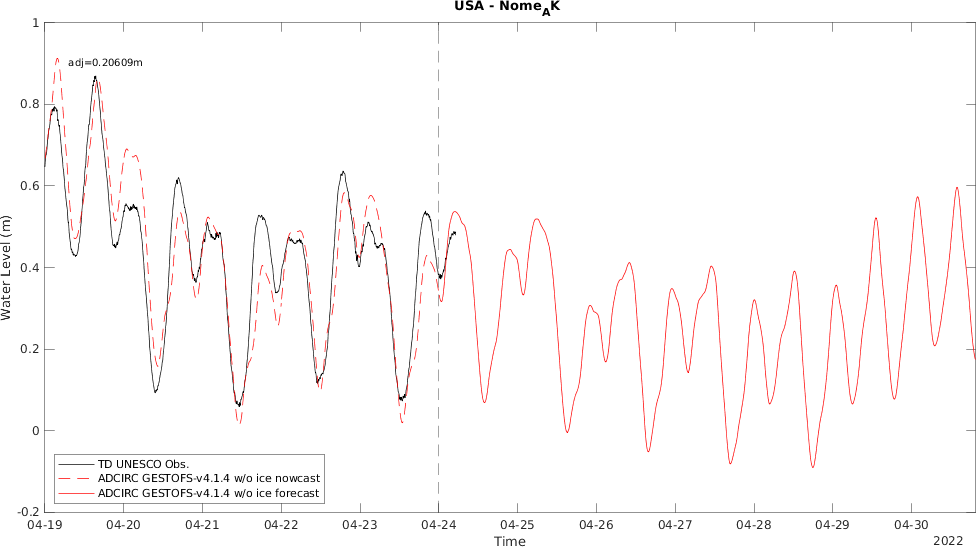 USA - Nome_AK
adj=0.20609m
1
0.8
0.6
0.4
0.2
0
-0.2
Water Level (m)
TD UNESCO Obs.
ADCIRC GESTOFS-v4.1.4 w/o ice nowcast
ADCIRC GESTOFS-v4.1.4 w/o ice forecast
04-19 04-20 04-21 04-22 04-23 04-24 04-25 04-26 04-27 04-28 04-29 04-30
Time
2022